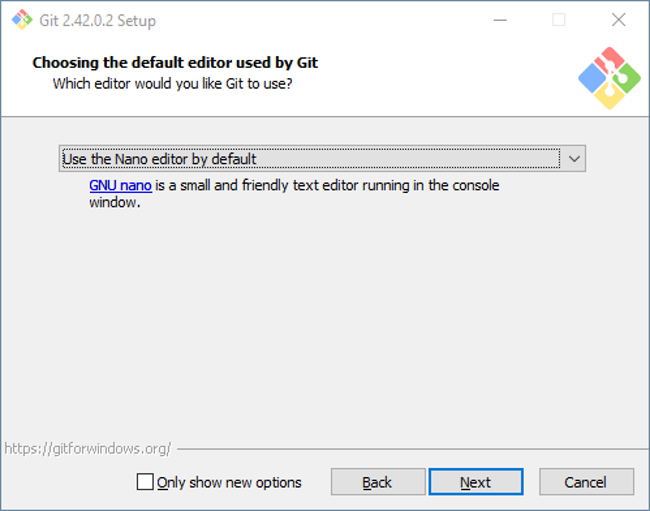 Git 2.42.0.2 Setup
Choosing the default editor used by Git
Which editor would you like Git to use?
Use the Nano editor by default
GNU nano is a small and friendly text editor running in the console
window.
https://gitforwindows.org/
Only show new options
Back
Next
Cancel